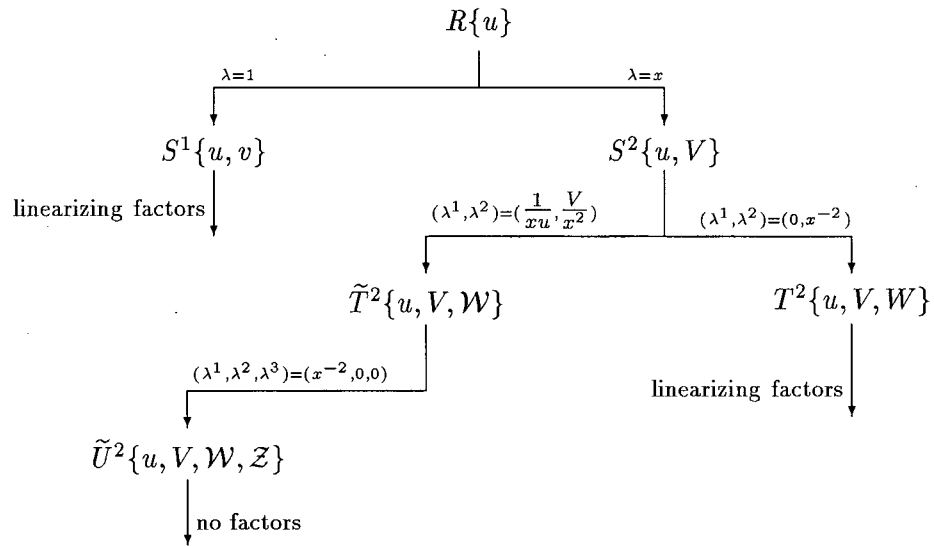 R{u}
λ=1
λ=x
S¹{u, v}
S²{u, V}
linearizing factors
(λ¹,λ²)=(1/xu, V/x²)
(λ¹,λ²)=(0,x⁻²)
T̃²{u, V, 𝒲}
T²{u, V, W}
(λ¹,λ²,λ³)=(x⁻²,0,0)
linearizing factors
Ũ²{u, V, 𝒲, 𝒵}
no factors